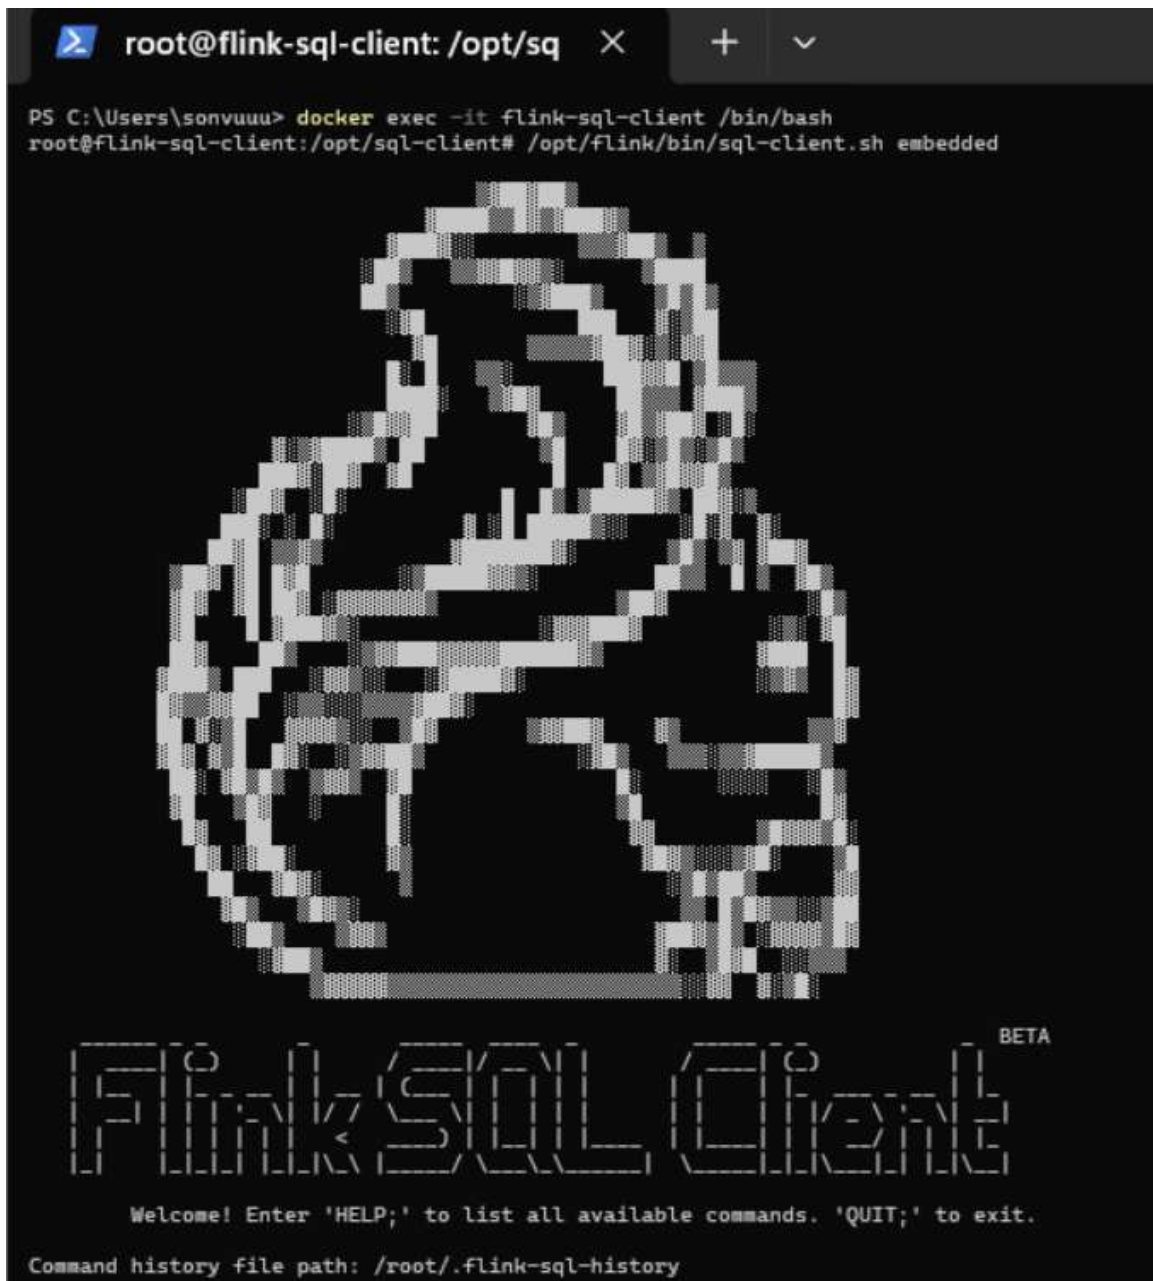 root@flink-sql-client: /opt/sq
PS C:\Users\sonvuuu> docker exec -it flink-sql-client /bin/bash
root@flink-sql-client:/opt/sql-client# /opt/flink/bin/sql-client.sh embedded
BETA
Flink SQL Client
Welcome! Enter 'HELP;' to list all available commands. 'QUIT;' to exit.
Command history file path: /root/.flink-sql-history